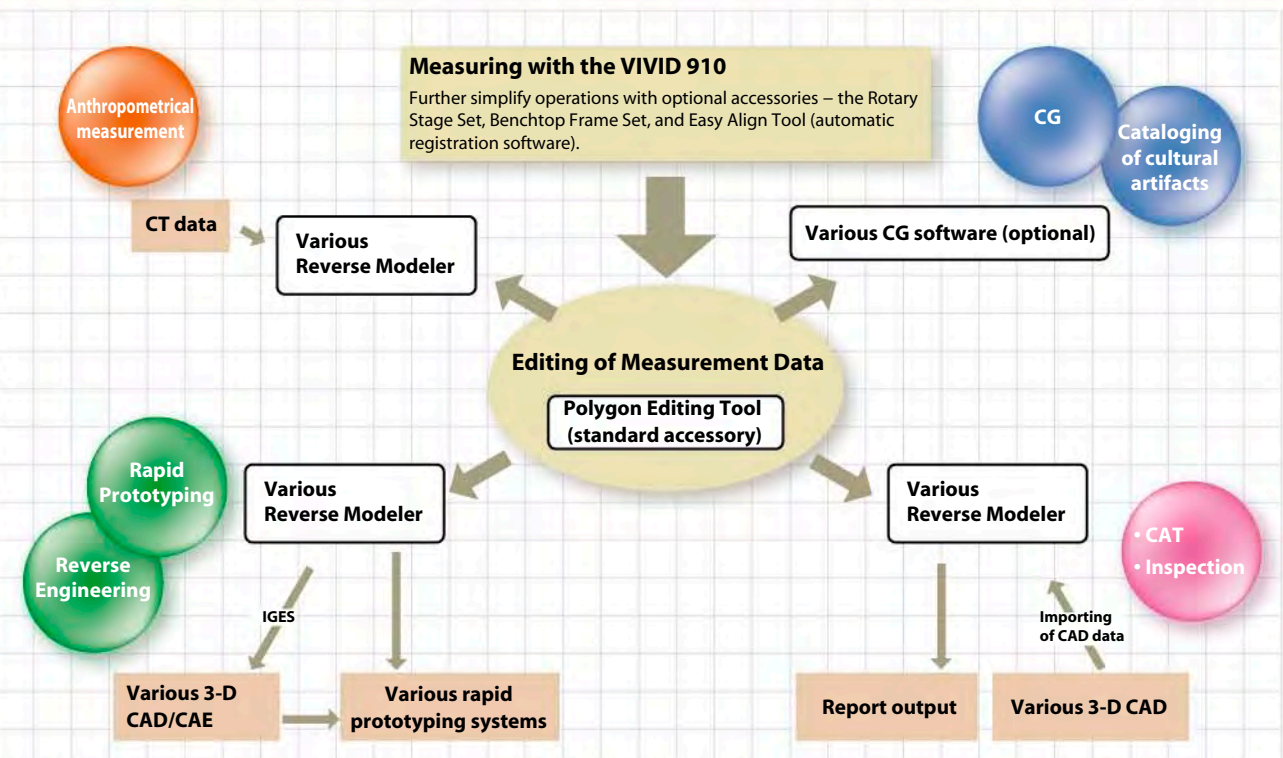 Measuring with the VIVID 910
Further simplify operations with optional accessories – the Rotary
Stage Set, Benchtop Frame Set, and Easy Align Tool (automatic
registration software).
Anthropometrical
measurement
CG
Cataloging
of cultural
artifacts
CT data
Various
Reverse Modeler
Various CG software (optional)
Editing of Measurement Data
Polygon Editing Tool
(standard accessory)
Rapid
Prototyping
Reverse
Engineering
Various
Reverse Modeler
Various
Reverse Modeler
• CAT
• Inspection
IGES
Importing
of CAD data
Various 3-D
CAD/CAE
Various rapid
prototyping systems
Report output
Various 3-D CAD